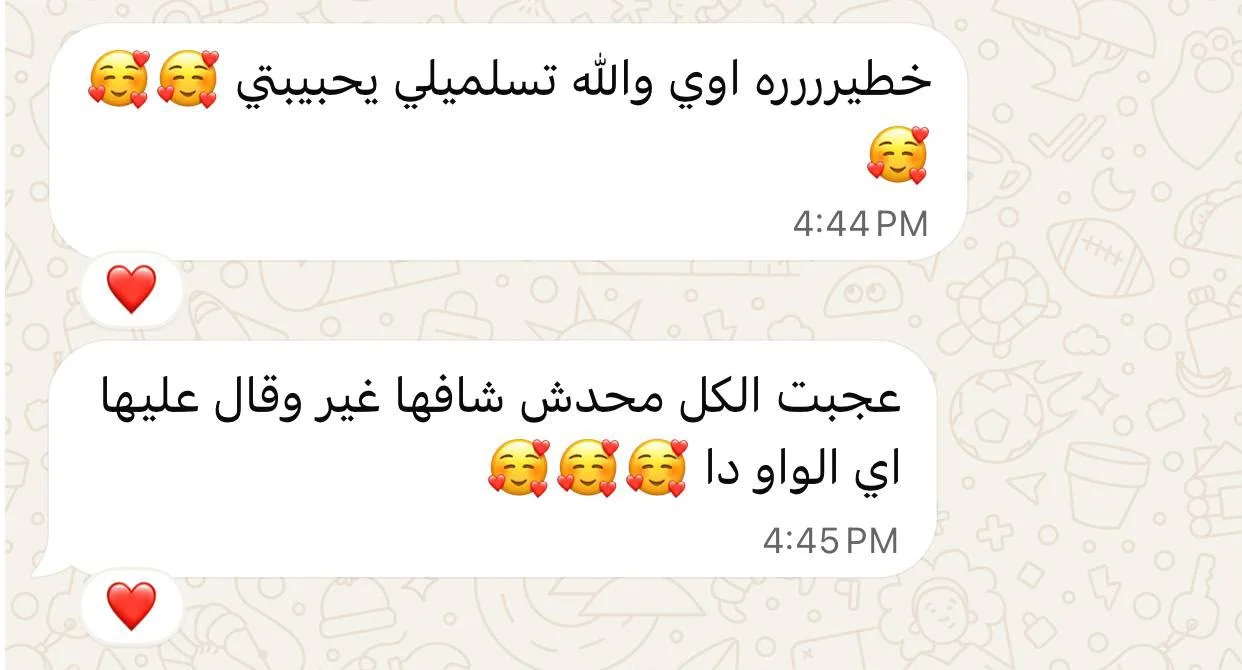 خطيرررره اوي والله تسلميلي يحبيبتي 🥰🥰
🥰
4:44 PM
❤️
عجبت الكل محدش شافها غير وقال عليها
اي الواو دا 🥰🥰🥰
4:45 PM
❤️